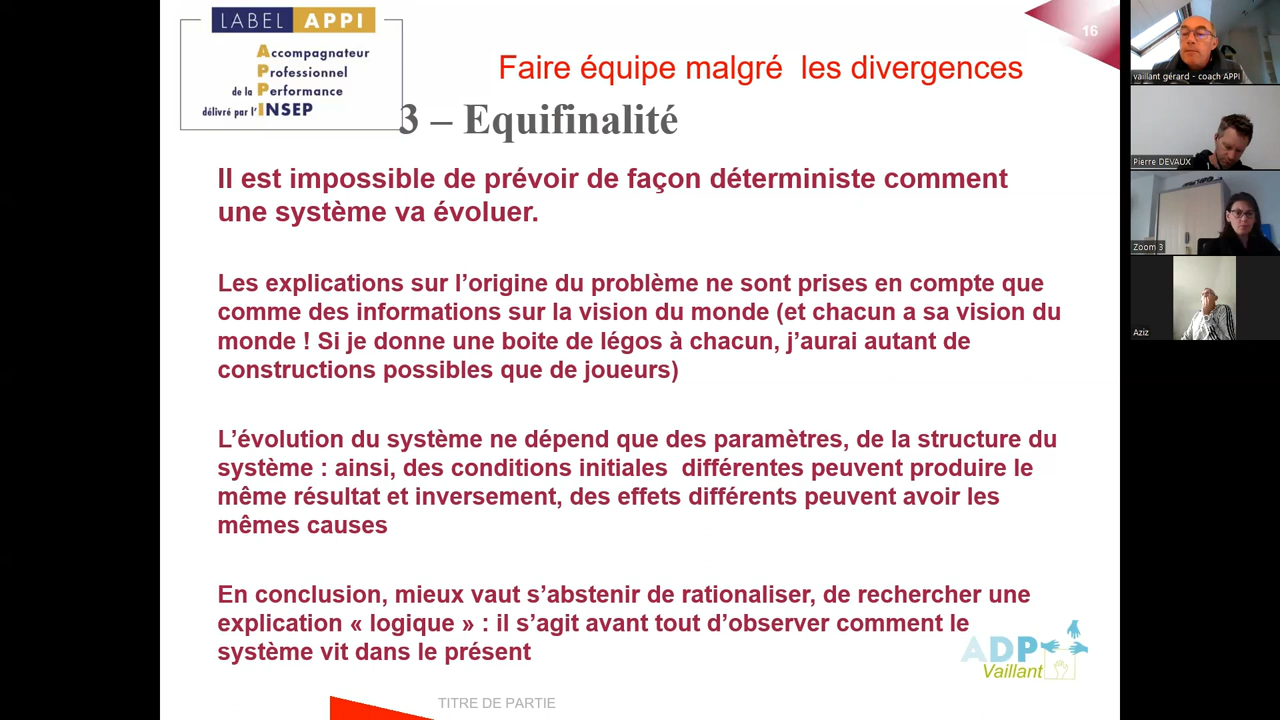 LABEL APPI
Accompagnateur
Professionnel
de la Performance
délivré par l'INSEP
Faire équipe malgré les divergences
16
3 – Equifinalité
Il est impossible de prévoir de façon déterministe comment
une système va évoluer.
Les explications sur l’origine du problème ne sont prises en compte que
comme des informations sur la vision du monde (et chacun a sa vision du
monde ! Si je donne une boite de légos à chacun, j’aurai autant de
constructions possibles que de joueurs)
L’évolution du système ne dépend que des paramètres, de la structure du
système : ainsi, des conditions initiales différentes peuvent produire le
même résultat et inversement, des effets différents peuvent avoir les
mêmes causes
En conclusion, mieux vaut s’abstenir de rationaliser, de rechercher une
explication « logique » : il s’agit avant tout d’observer comment le
système vit dans le présent
ADP
Vaillant
TITRE DE PARTIE
vaillant gérard - coach APPI
Pierre DEVAUX
Zoom 3
Aziz